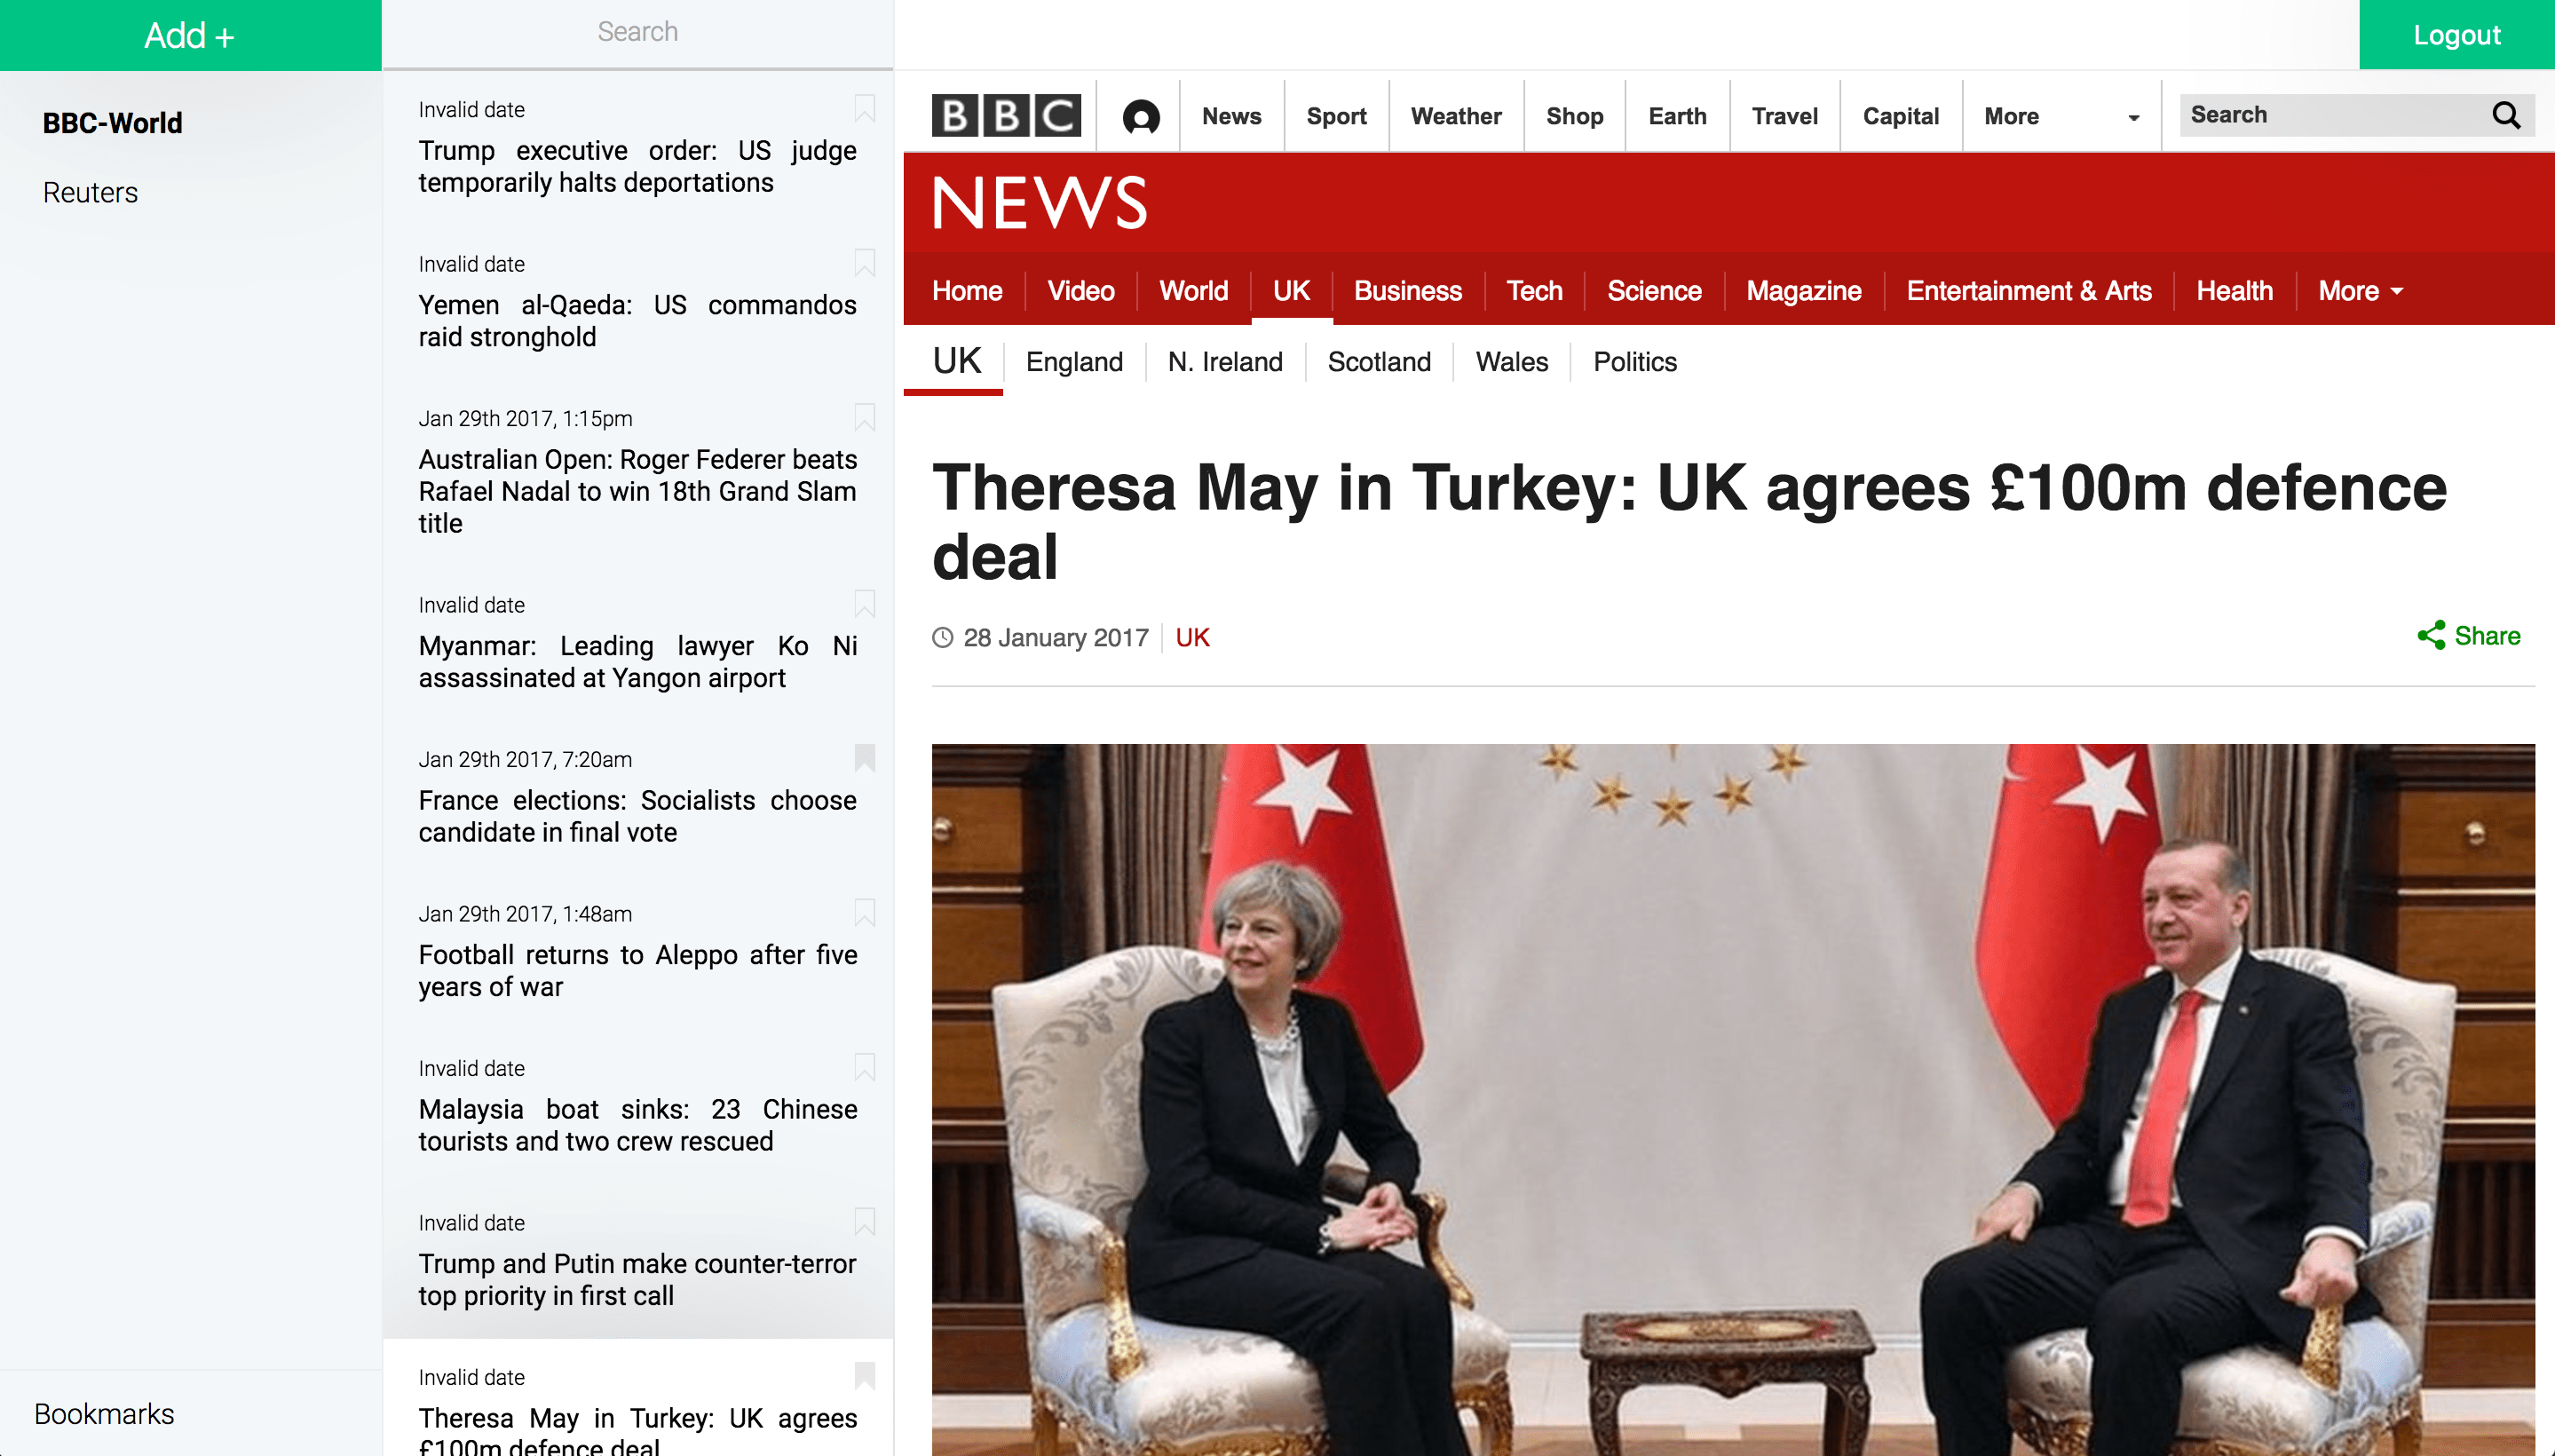 Add +
BBC-World
Reuters
Bookmarks
Search
Invalid date
Trump executive order: US judge
temporarily halts deportations
Invalid date
Yemen al-Qaeda: US commandos
raid stronghold
Jan 29th 2017, 1:15pm
Australian Open: Roger Federer beats
Rafael Nadal to win 18th Grand Slam
title
Invalid date
Myanmar: Leading lawyer Ko Ni
assassinated at Yangon airport
Jan 29th 2017, 7:20am
France elections: Socialists choose
candidate in final vote
Jan 29th 2017, 1:48am
Football returns to Aleppo after five
years of war
Invalid date
Malaysia boat sinks: 23 Chinese
tourists and two crew rescued
Invalid date
Trump and Putin make counter-terror
top priority in first call
Invalid date
Theresa May in Turkey: UK agrees
£100m defence deal
Logout
BBC News Sport Weather Shop Earth Travel Capital More Search
NEWS
Home Video World UK Business Tech Science Magazine Entertainment & Arts Health More
UK England N. Ireland Scotland Wales Politics
Theresa May in Turkey: UK agrees £100m defence
deal
28 January 2017 UK Share